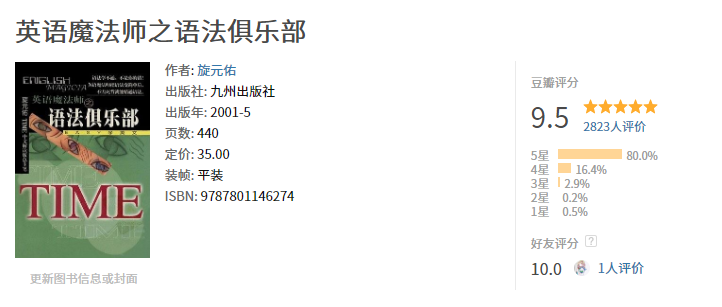 英语魔法师之语法俱乐部
ENGLISH
MAGICIAN
英语魔法师之
语法俱乐部
TIME
更新图书信息或封面
作者: 旋元佑
出版社: 九州出版社
出版年: 2001-5
页数: 440
定价: 35.00
装帧: 平装
ISBN: 9787801146274
豆瓣评分
9.5
2823人评价
5星 80.0%
4星 16.4%
3星 2.9%
2星 0.2%
1星 0.5%
好友评分 ?
10.0 1人评价